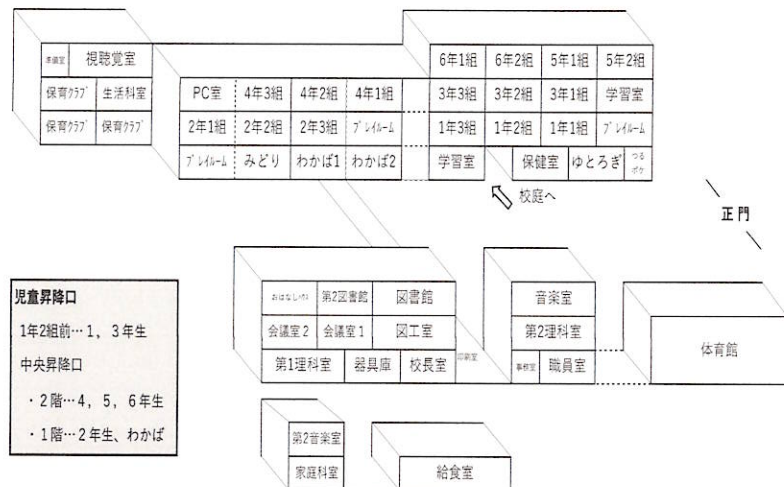 6年1組 6年2組 5年1組 5年2組
準備室 視聴覚室
保育クラブ 生活科室 PC室 4年3組 4年2組 4年1組 3年3組 3年2組 3年1組 学習室
保育クラブ 保育クラブ 2年1組 2年2組 2年3組 プレイルーム 1年3組 1年2組 1年1組 プレイルーム
プレイルーム みどり わかば1 わかば2 学習室 保健室 ゆとろぎ つる
ポケ
校庭へ
正門
児童昇降口
1年2組前…1, 3年生
中央昇降口
・2階…4, 5, 6年生
・1階…2年生、わかば
第2図書館 図書館
会議室2 会議室1 図工室
第1理科室 器具庫 校長室 印刷室
音楽室
第2理科室
事務室 職員室
体育館
第2音楽室
家庭科室
給食室